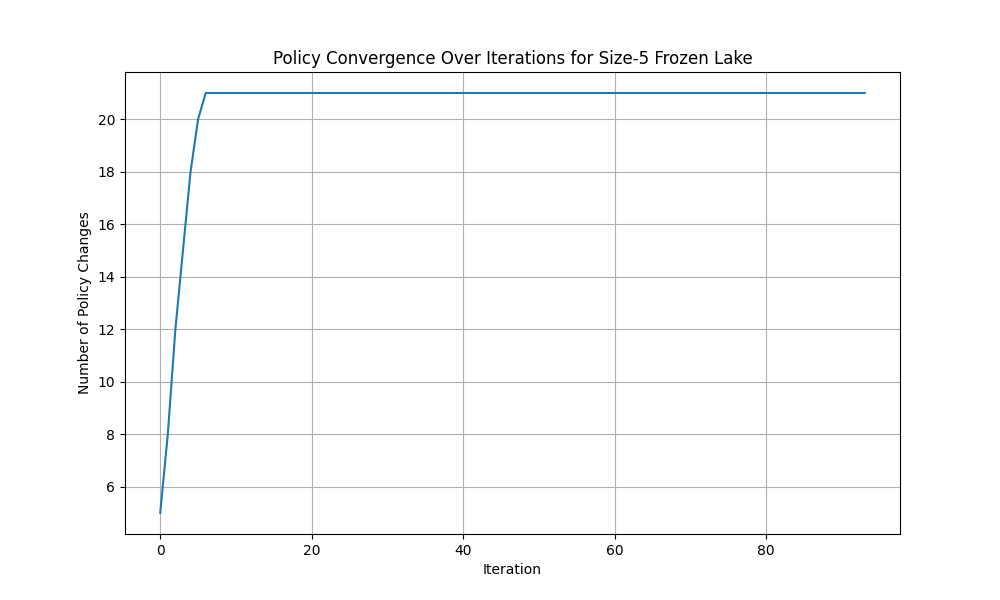 Policy Convergence Over Iterations for Size-5 Frozen Lake
Number of Policy Changes
20
18
16
14
12
10
8
6
0 20 40 60 80
Iteration